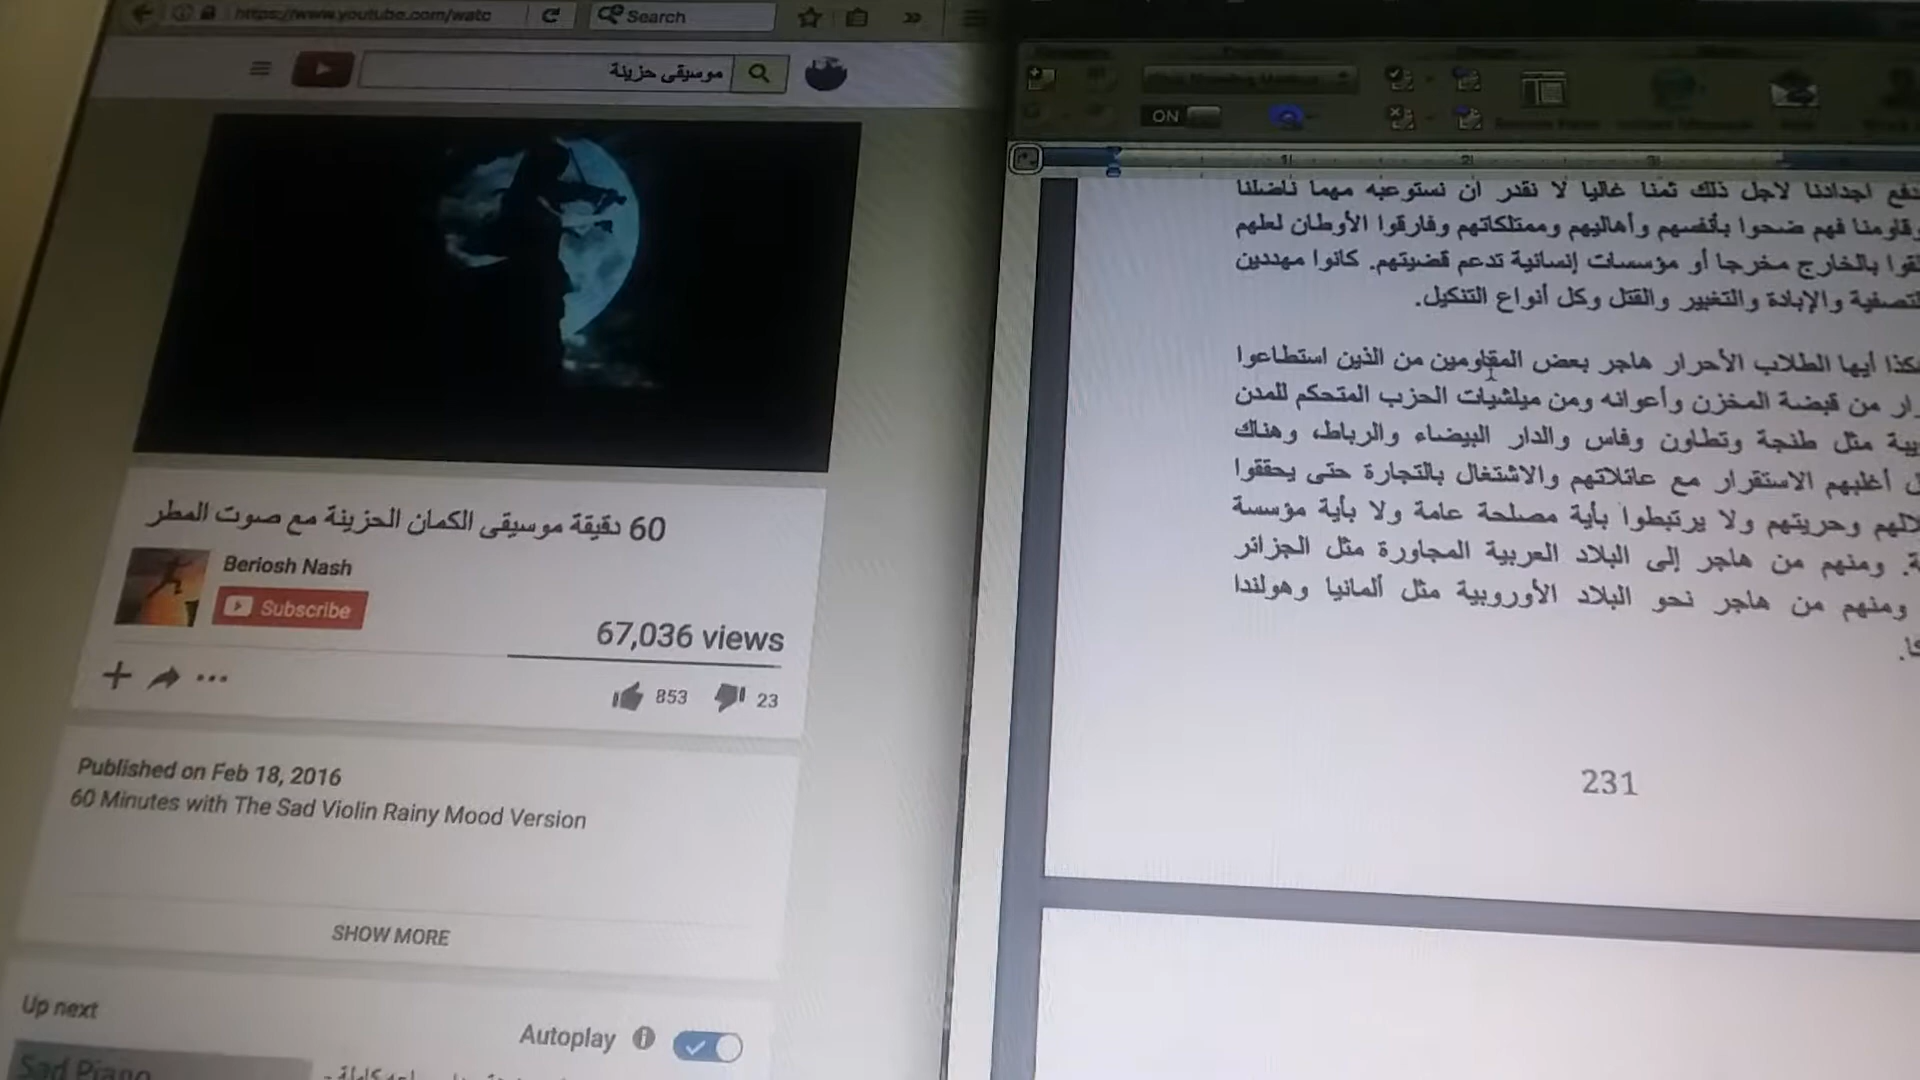 https://www.youtube.com/watc
Search
موسيقى حزينة
60 دقيقة موسيقى الكمان الحزينة مع صوت المطر
Beriosh Nash
Subscribe
67,036 views
853
23
Published on Feb 18, 2016
60 Minutes with The Sad Violin Rainy Mood Version
SHOW MORE
Up next
Autoplay
Sad Piano
ON
أجدادنا لأجل ذلك ثمنا غاليا لا نقدر أن نستوعبه مهما ناضلنا
وقاومنا فهم ضحوا بأنفسهم وأهاليهم وممتلكاتهم وفارقوا الأوطان لعلهم
بالخارج مخرجا أو مؤسسات إنسانية تدعم قضيتهم. كانوا مهددين
والإبادة والتغيير والقتل وكل أنواع التنكيل.
أيها الطلاب الأحرار هاجر بعض المقاومين من الذين استطاعوا
من قبضة المخزن وأعوانه ومن ميلشيات الحزب المتحكم للمدن
مثل طنجة وتطاون وفاس والدار البيضاء والرباط، وهناك
أغلبهم الاستقرار مع عائلاتهم والاشتغال بالتجارة حتى يحققوا
وحريتهم ولا يرتبطوا بأية مصلحة عامة ولا بأية مؤسسة
ومنهم من هاجر إلى البلاد العربية المجاورة مثل الجزائر
ومنهم من هاجر نحو البلاد الأوروبية مثل ألمانيا وهولندا
231